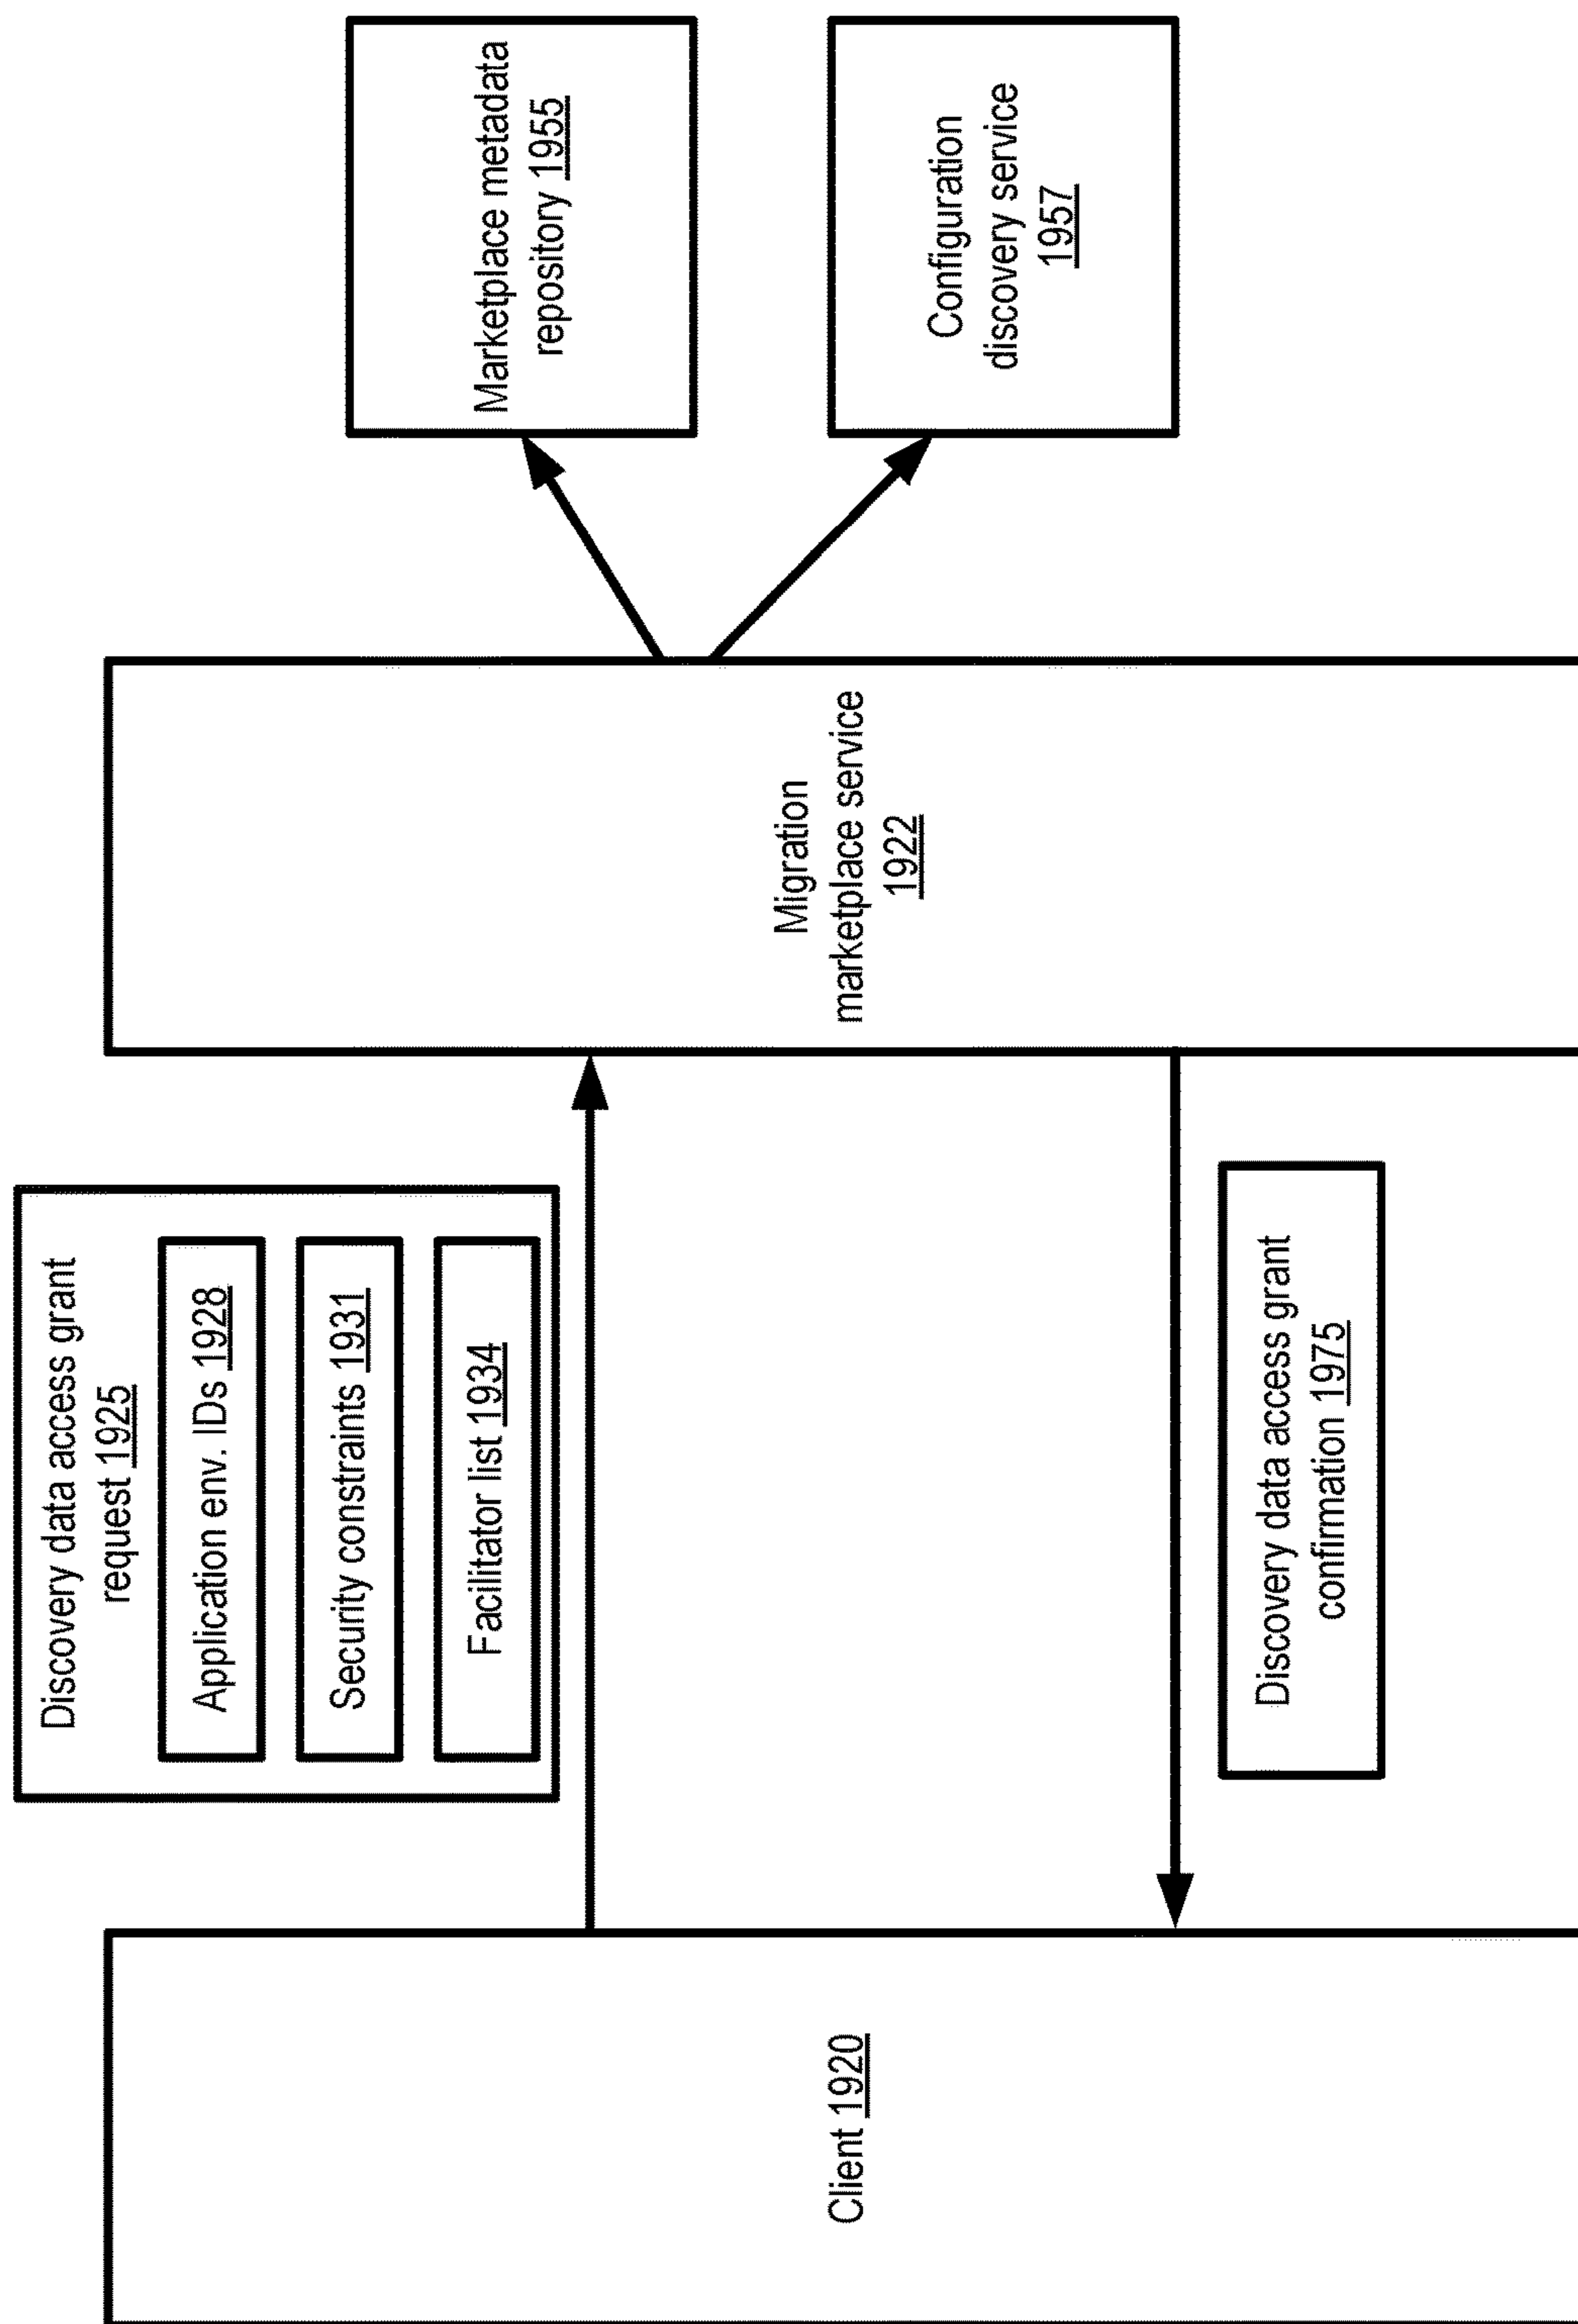 Discovery data access grant
request 1925
Application env. IDs 1928
Security constraints 1931
Facilitator list 1934
Client 1920
Migration
marketplace service
1922
Marketplace metadata
repository 1955
Configuration
discovery service
1957
Discovery data access grant
confirmation 1975